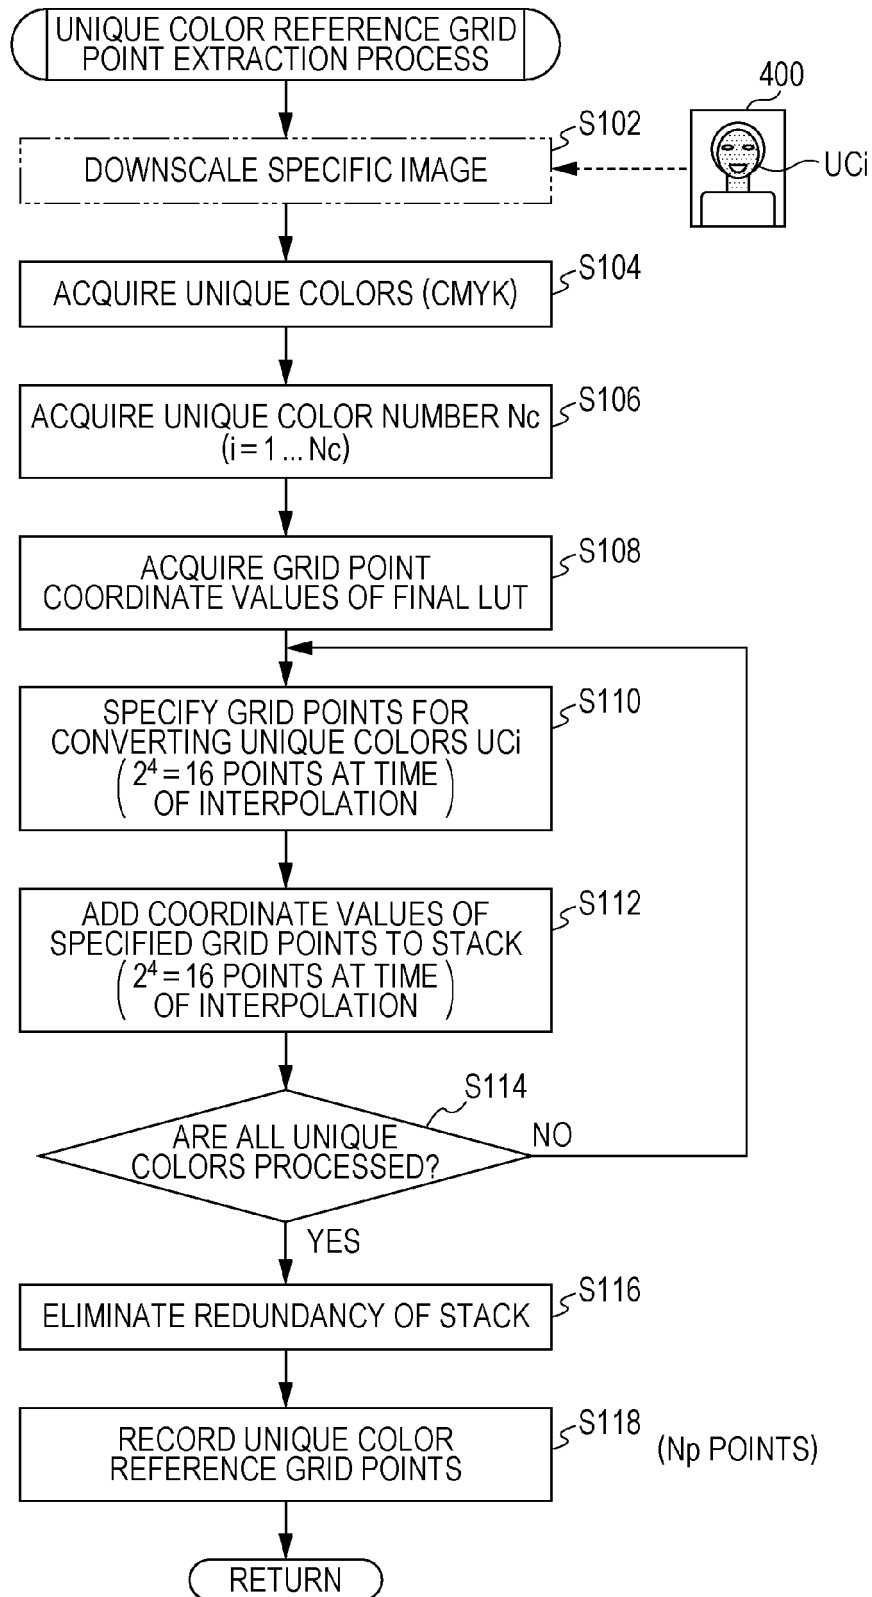 UNIQUE COLOR REFERENCE GRID
POINT EXTRACTION PROCESS
400
S102
DOWNSCALE SPECIFIC IMAGE
UCi
S104
ACQUIRE UNIQUE COLORS (CMYK)
S106
ACQUIRE UNIQUE COLOR NUMBER Nc
(i = 1 ... Nc)
S108
ACQUIRE GRID POINT
COORDINATE VALUES OF FINAL LUT
S110
SPECIFY GRID POINTS FOR
CONVERTING UNIQUE COLORS UCi
(2⁴ = 16 POINTS AT TIME
OF INTERPOLATION)
S112
ADD COORDINATE VALUES OF
SPECIFIED GRID POINTS TO STACK
(2⁴ = 16 POINTS AT TIME
OF INTERPOLATION)
S114
ARE ALL UNIQUE
COLORS PROCESSED?
NO
YES
S116
ELIMINATE REDUNDANCY OF STACK
S118
RECORD UNIQUE COLOR
REFERENCE GRID POINTS
(Np POINTS)
RETURN